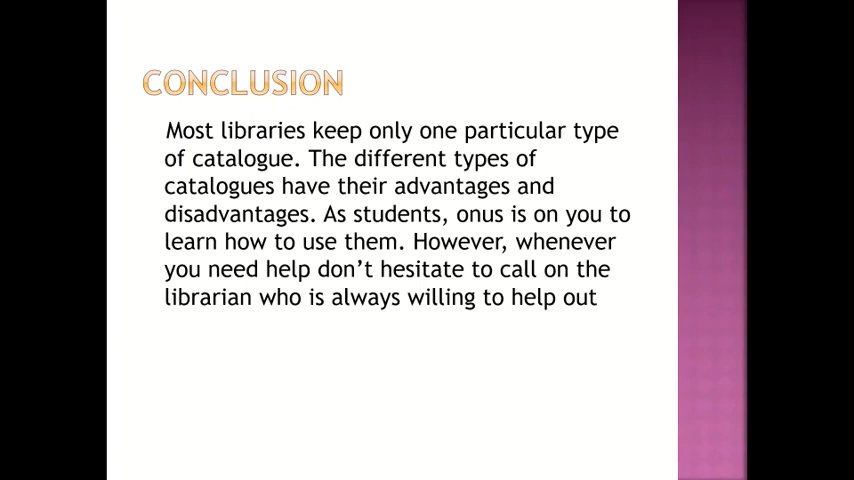 CONCLUSION
Most libraries keep only one particular type
of catalogue. The different types of
catalogues have their advantages and
disadvantages. As students, onus is on you to
learn how to use them. However, whenever
you need help don’t hesitate to call on the
librarian who is always willing to help out